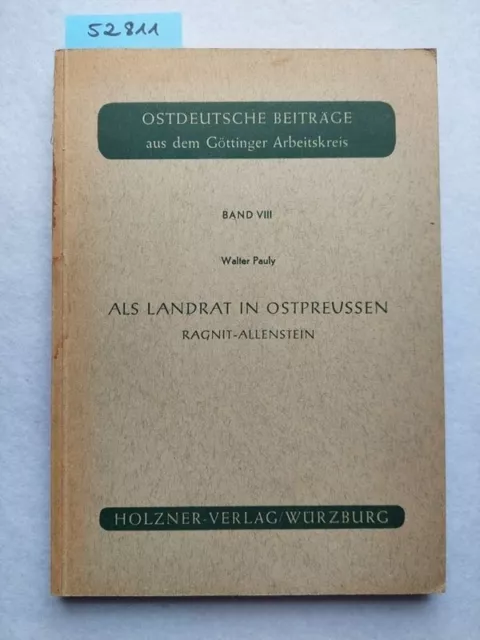 52811
OSTDEUTSCHE BEITRÄGE
aus dem Göttinger Arbeitskreis
BAND VIII
Walter Pauly
ALS LANDRAT IN OSTPREUSSEN
RAGNIT-ALLENSTEIN
HOLZNER-VERLAG/WÜRZBURG